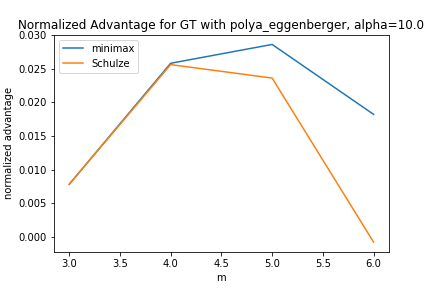 Normalized Advantage for GT with polya_eggenberger, alpha=10.0
minimax
Schulze
normalized advantage
0.030
0.025
0.020
0.015
0.010
0.005
0.000
3.0 3.5 4.0 4.5 5.0 5.5 6.0
m